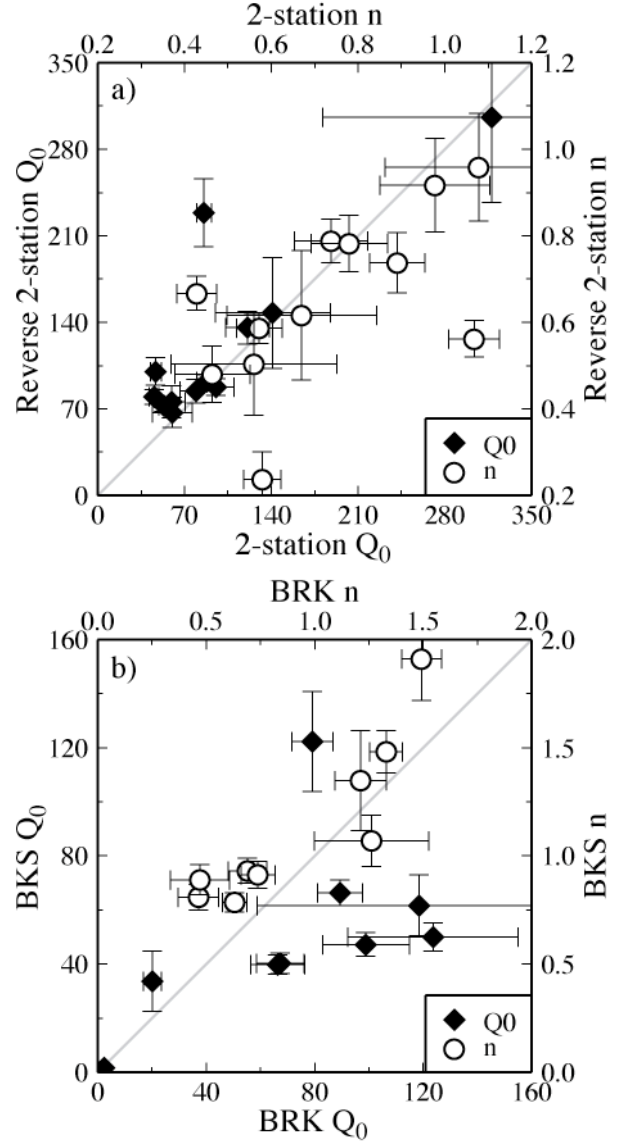 2-station n
0.2 0.4 0.6 0.8 1.0 1.2
a)
Reverse 2-station Q0
350
280
210
140
70
0
1.2
1.0
0.8
0.6
0.4
0.2
Reverse 2-station n
Q0
n
0 70 140 210 280 350
2-station Q0
BRK n
0.0 0.5 1.0 1.5 2.0
b)
BKS Q0
160
120
80
40
0
2.0
1.5
1.0
0.5
0.0
BKS n
Q0
n
0 40 80 120 160
BRK Q0